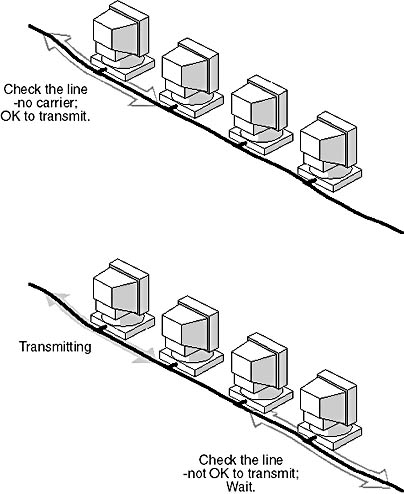 Check the line
-no carrier;
OK to transmit.
Transmitting
Check the line
-not OK to transmit;
Wait.